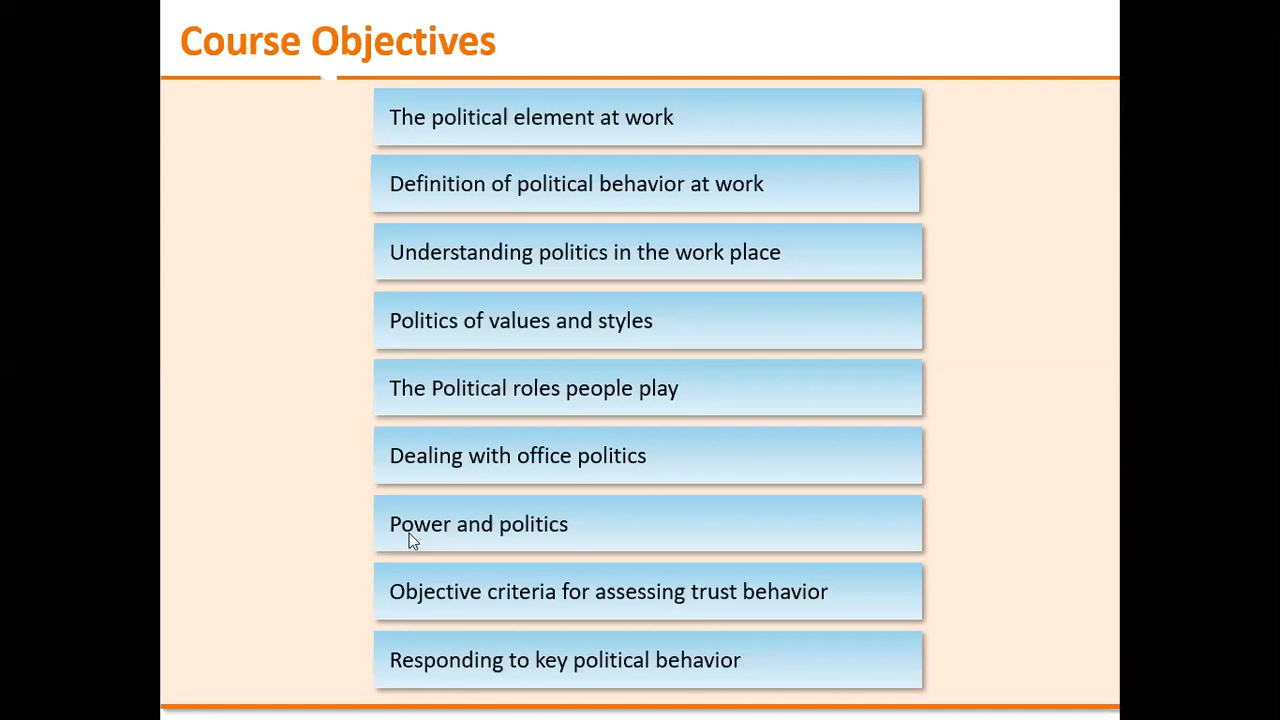 Course Objectives
The political element at work
Definition of political behavior at work
Understanding politics in the work place
Politics of values and styles
The Political roles people play
Dealing with office politics
Power and politics
Objective criteria for assessing trust behavior
Responding to key political behavior